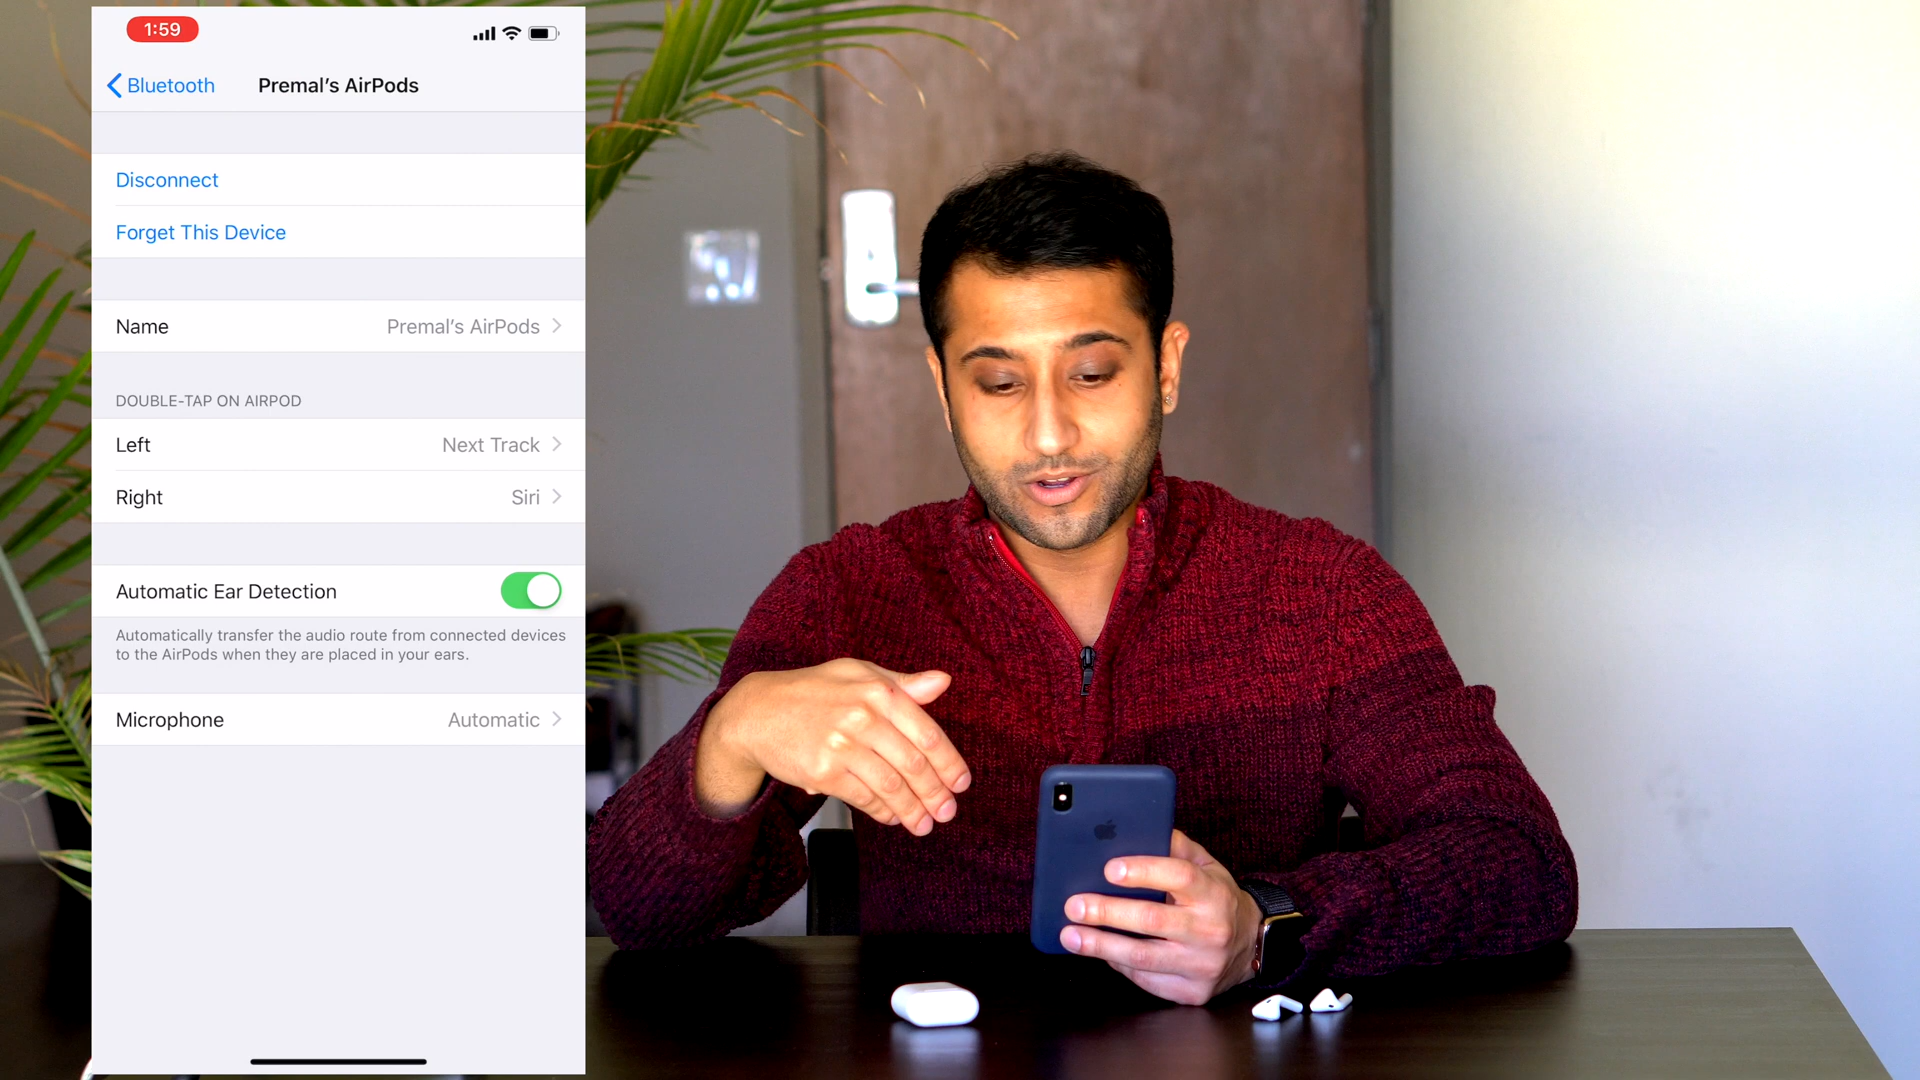 1:59
Bluetooth
Premal’s AirPods
Disconnect
Forget This Device
Name
Premal’s AirPods
DOUBLE-TAP ON AIRPOD
Left
Next Track
Right
Siri
Automatic Ear Detection
Automatically transfer the audio route from connected devices
to the AirPods when they are placed in your ears.
Microphone
Automatic